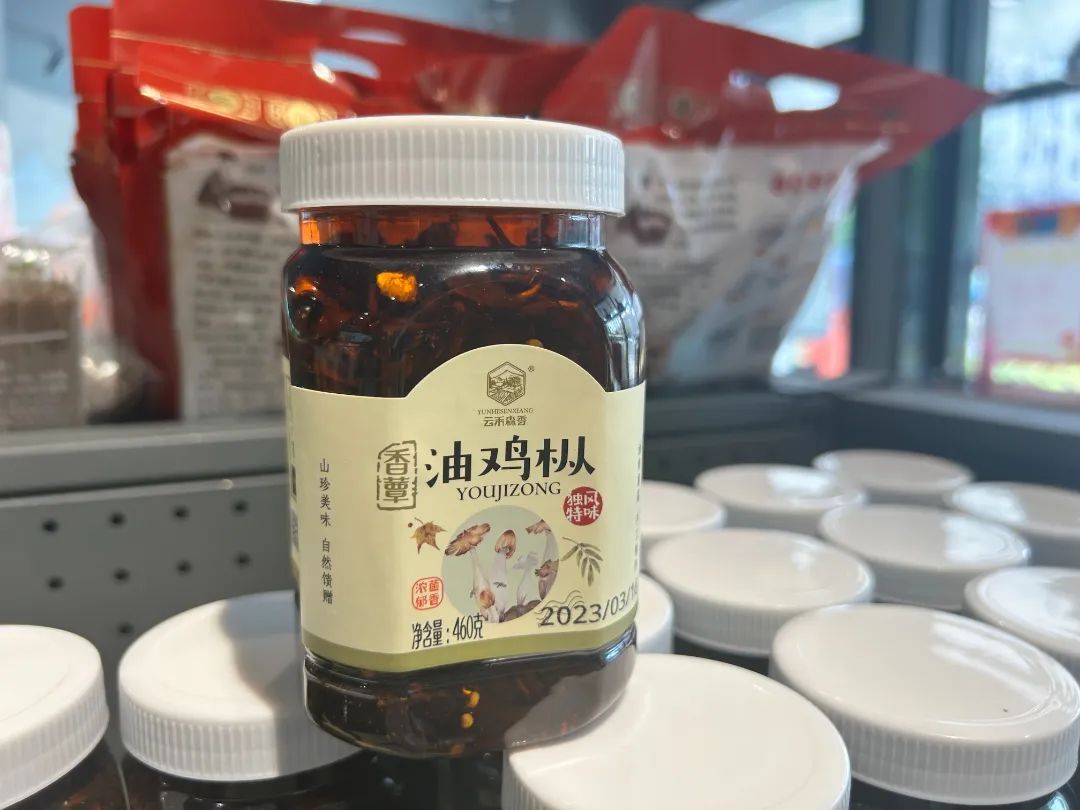 YUNHESENXIANG
云禾森香
香蕈
油鸡枞
YOUJIZONG
独特风味
山珍美味 自然馈赠
浓郁菌香
净含量:460克
2023/03/1